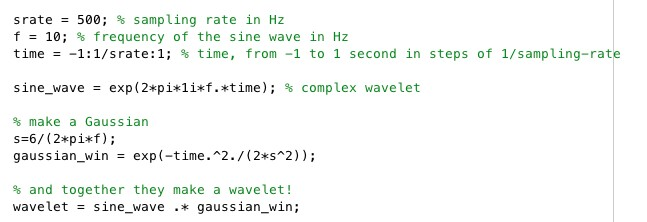 srate = 500; % sampling rate in Hz
f = 10; % frequency of the sine wave in Hz
time = -1:1/srate:1; % time, from -1 to 1 second in steps of 1/sampling-rate
sine_wave = exp(2*pi*1i*f.*time); % complex wavelet
% make a Gaussian
s=6/(2*pi*f);
gaussian_win = exp(-time.^2./(2*s^2));
% and together they make a wavelet!
wavelet = sine_wave .* gaussian_win;